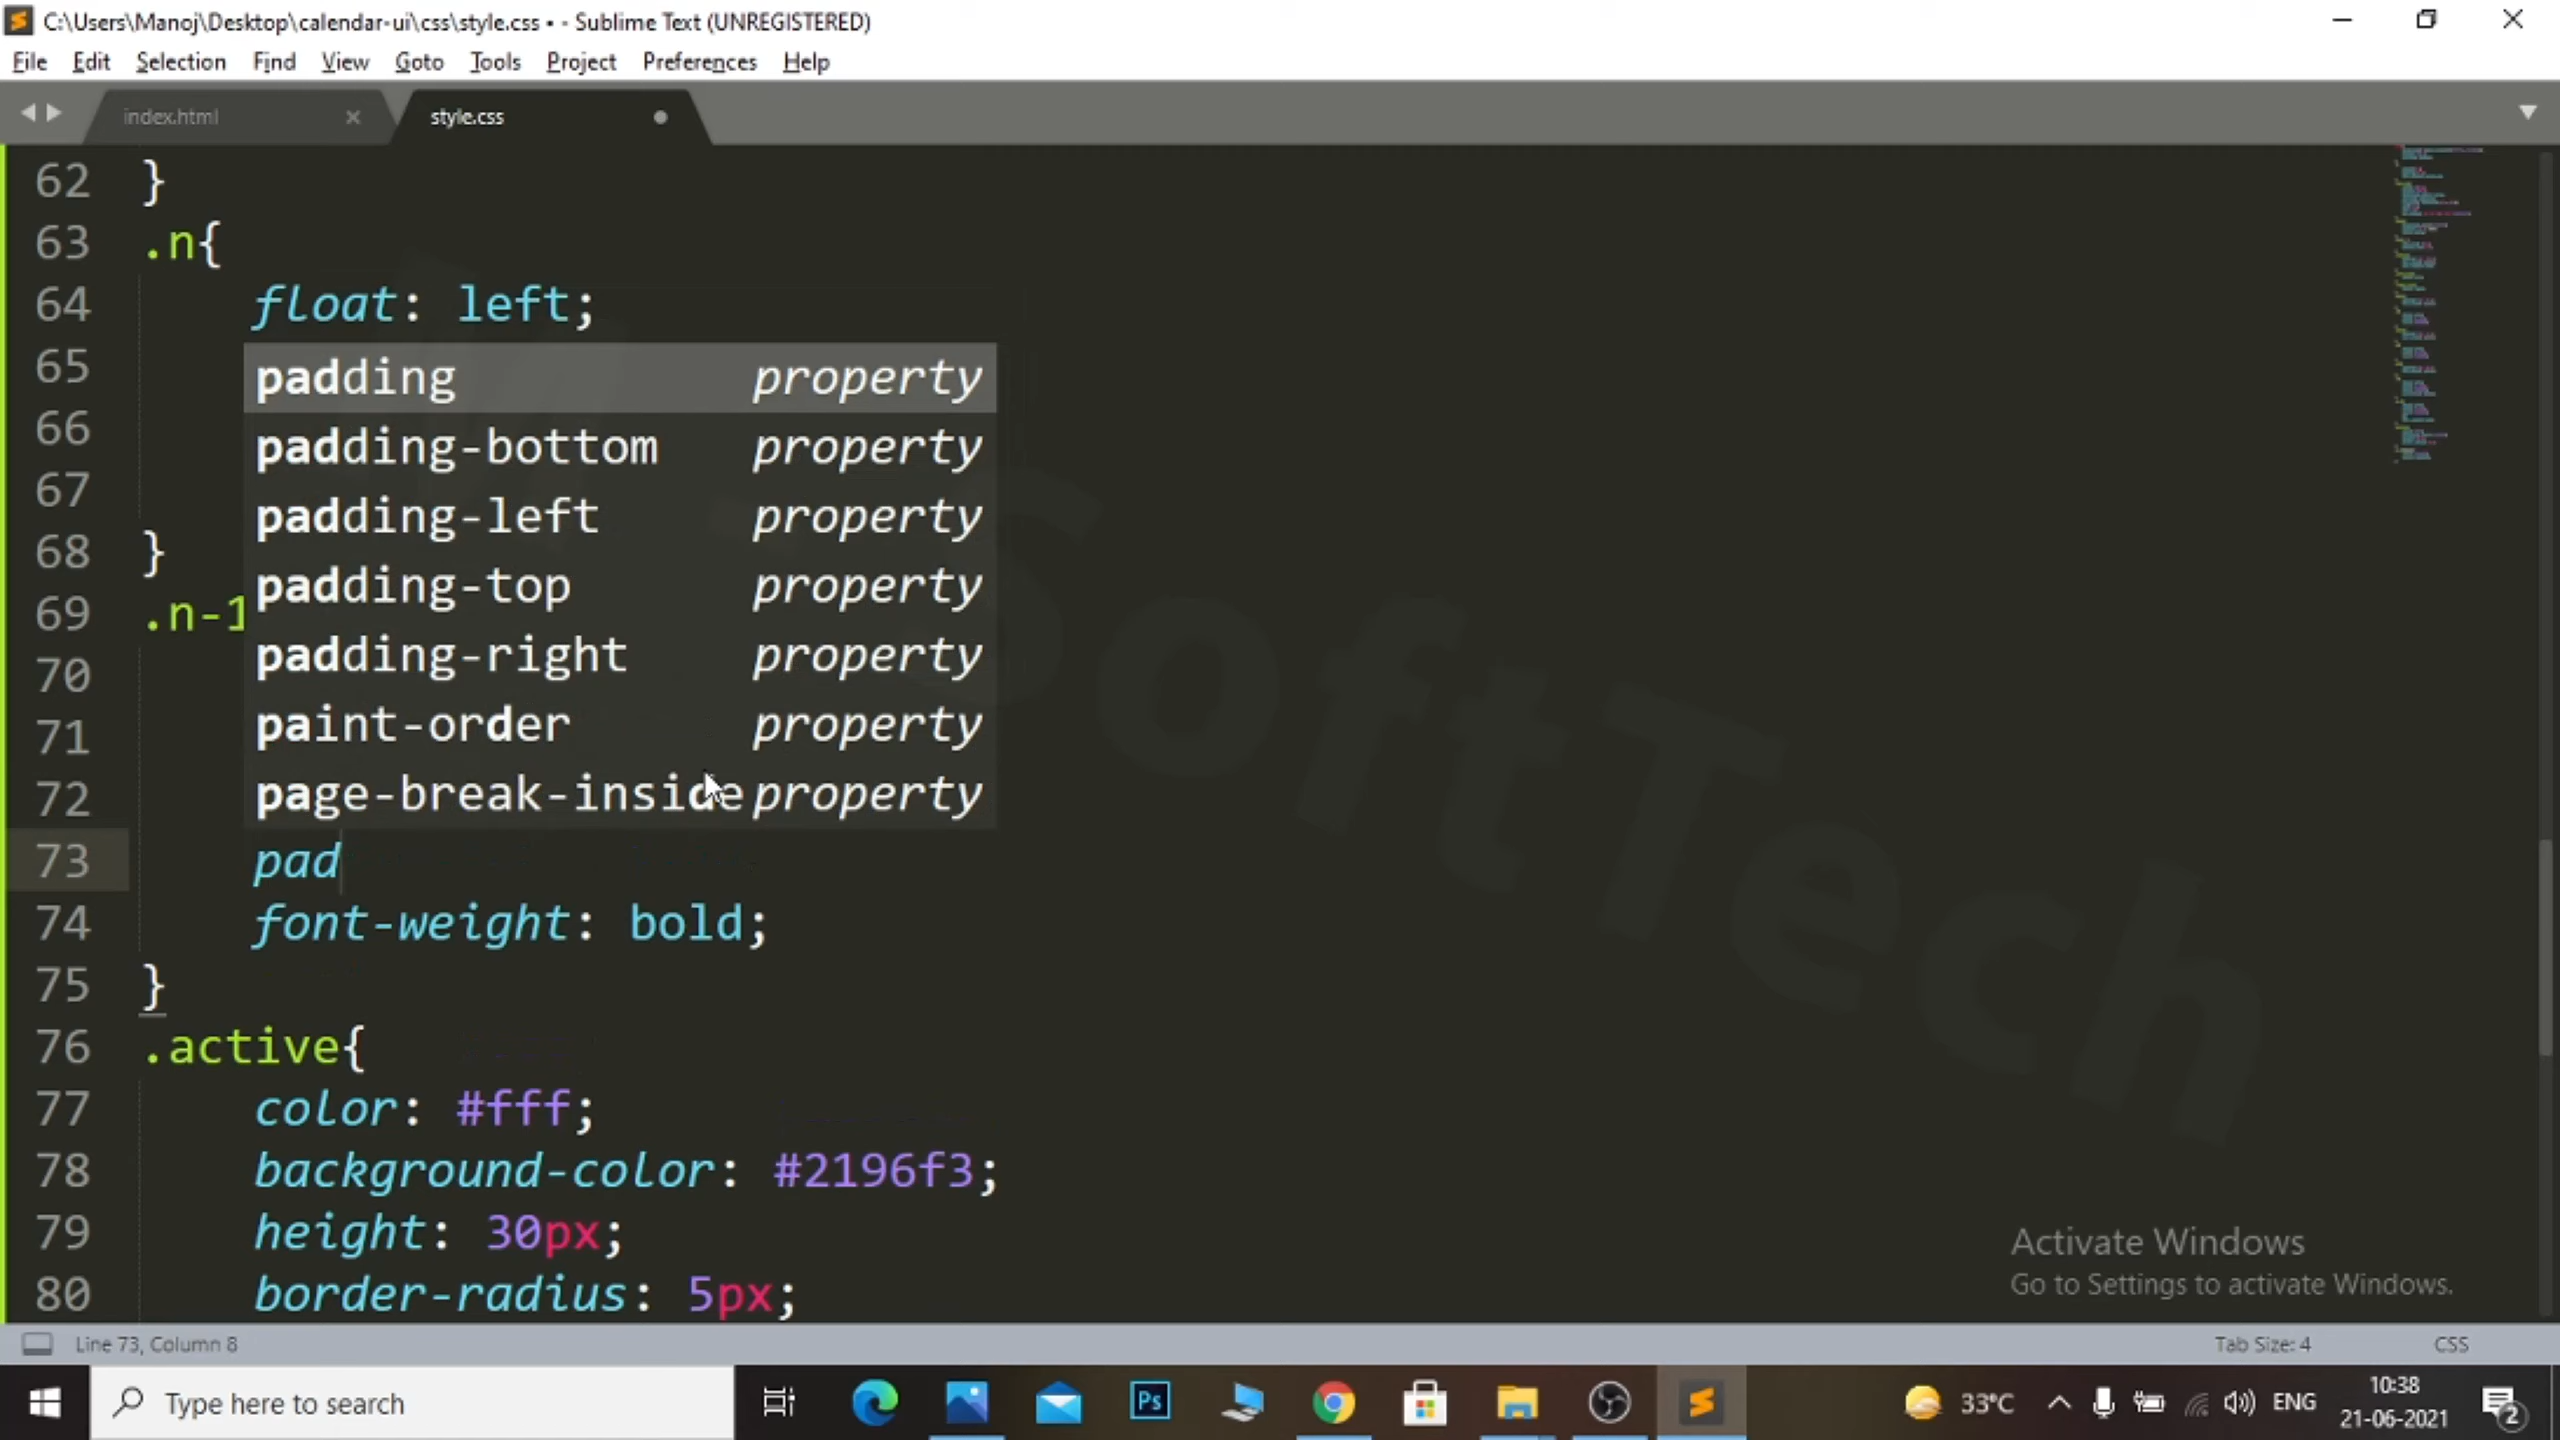 C:\Users\Manoj\Desktop\calendar-ui\css\style.css • - Sublime Text (UNREGISTERED)
File Edit Selection Find View Goto Tools Project Preferences Help
index.html × style.css
62 }
63 .n{
64 float: left;
65 padding property
66 padding-bottom property
67 padding-left property
68 } padding-top property
69 .n-1 padding-right property
70
71 paint-order property
72 page-break-inside property
73 pad
74 font-weight: bold;
75 }
76 .active{
77 color: #fff;
78 background-color: #2196f3;
79 height: 30px;
80 border-radius: 5px;
SoftTech
Activate Windows
Go to Settings to activate Windows.
Line 73, Column 8 Tab Size: 4 CSS
Type here to search Ps 33°C ENG 10:38
21-06-2021 2